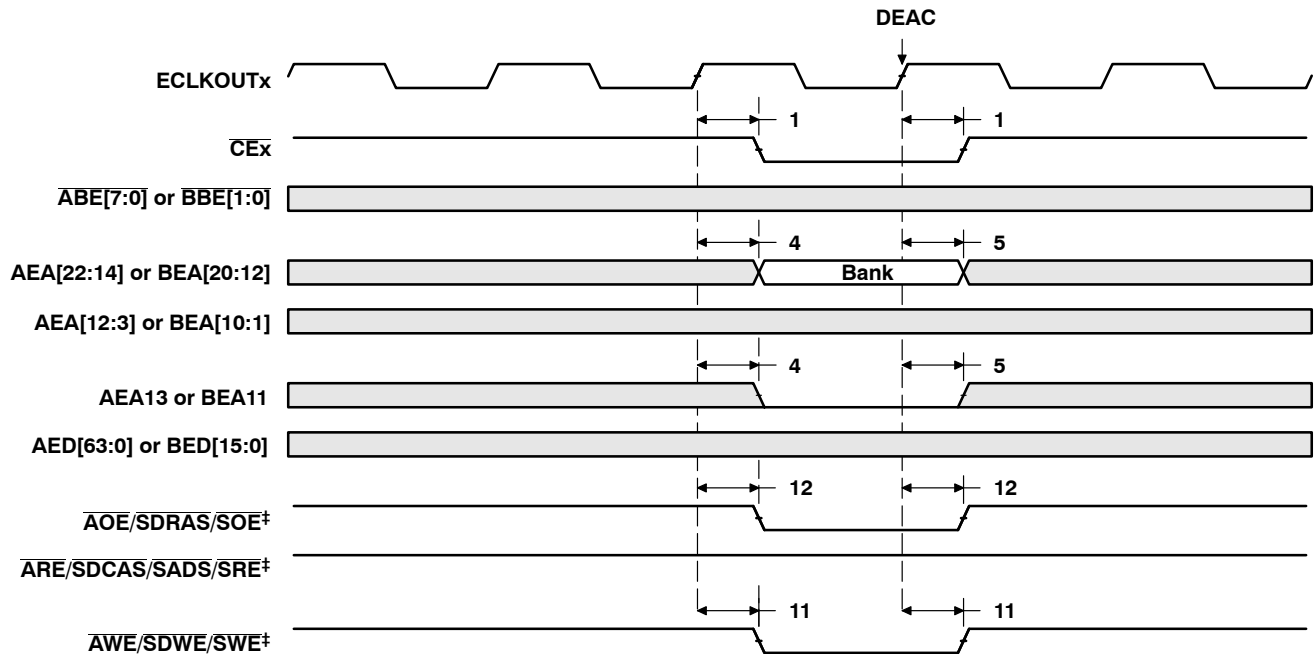 DEAC
ECLKOUTx
1 1
CEx
ABE[7:0] or BBE[1:0]
4 5
AEA[22:14] or BEA[20:12] Bank
AEA[12:3] or BEA[10:1]
4 5
AEA13 or BEA11
AED[63:0] or BED[15:0]
12 12
AOE/SDRAS/SOE‡
ARE/SDCAS/SADS/SRE‡
11 11
AWE/SDWE/SWE‡